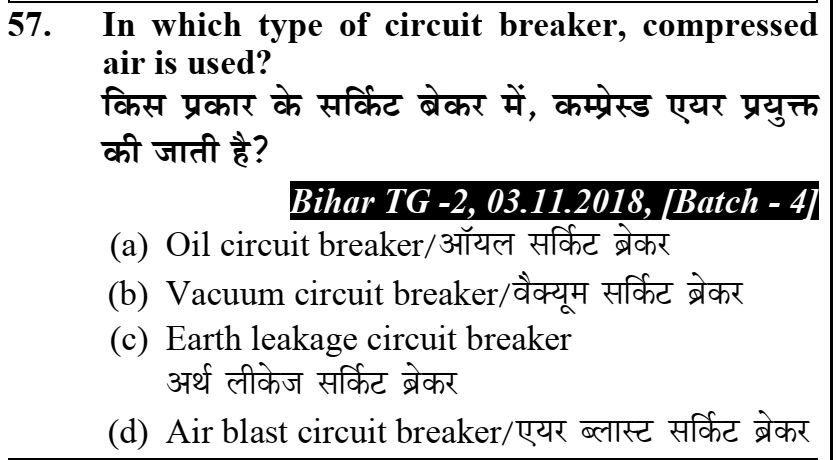 57. In which type of circuit breaker, compressed
air is used?
किस प्रकार के सर्किट बेकर में, कम्प्रेस्ड एयर प्रयुक्त
की जाती है?
Bihar TG -2, 03.11.2018, [Batch - 4]
(a) Oil circuit breaker/ऑयल सर्किट ब्रेकर
(b) Vacuum circuit breaker/वैक्यूम सर्किट ब्रेकर
(c) Earth leakage circuit breaker
अर्थ लीकेज सर्किट ब्रेकर
(d) Air blast circuit breaker/एयर ब्लास्ट सर्किट ब्रेकर